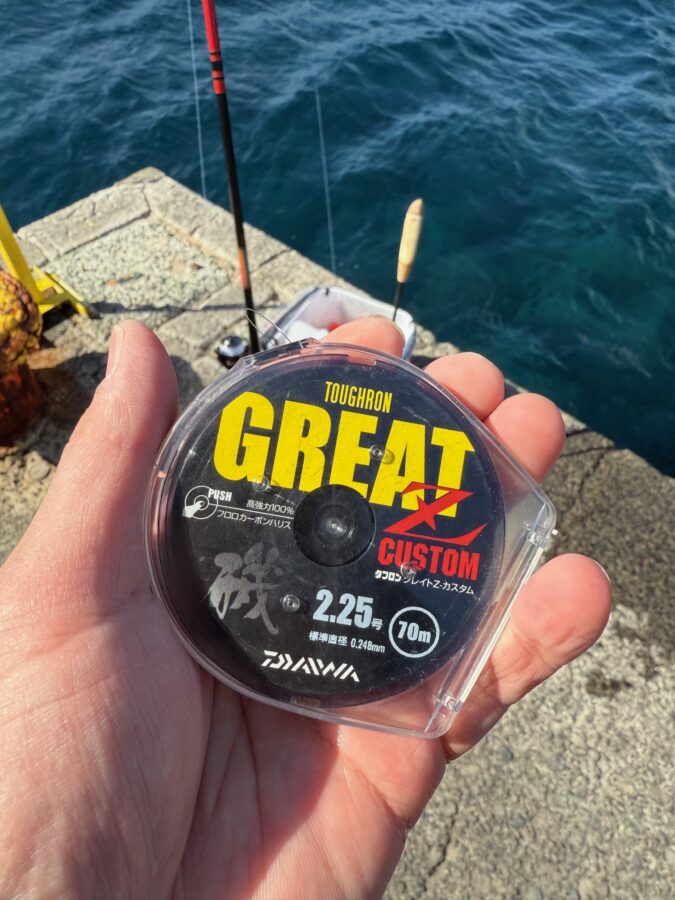 TOUGHRON
GREAT
Z
CUSTOM
タフロン グレイトZ・カスタム
PUSH
高強力100%
フロロカーボンハリス
磯
2.25号
標準直径 0.248mm
70m
DAIWA